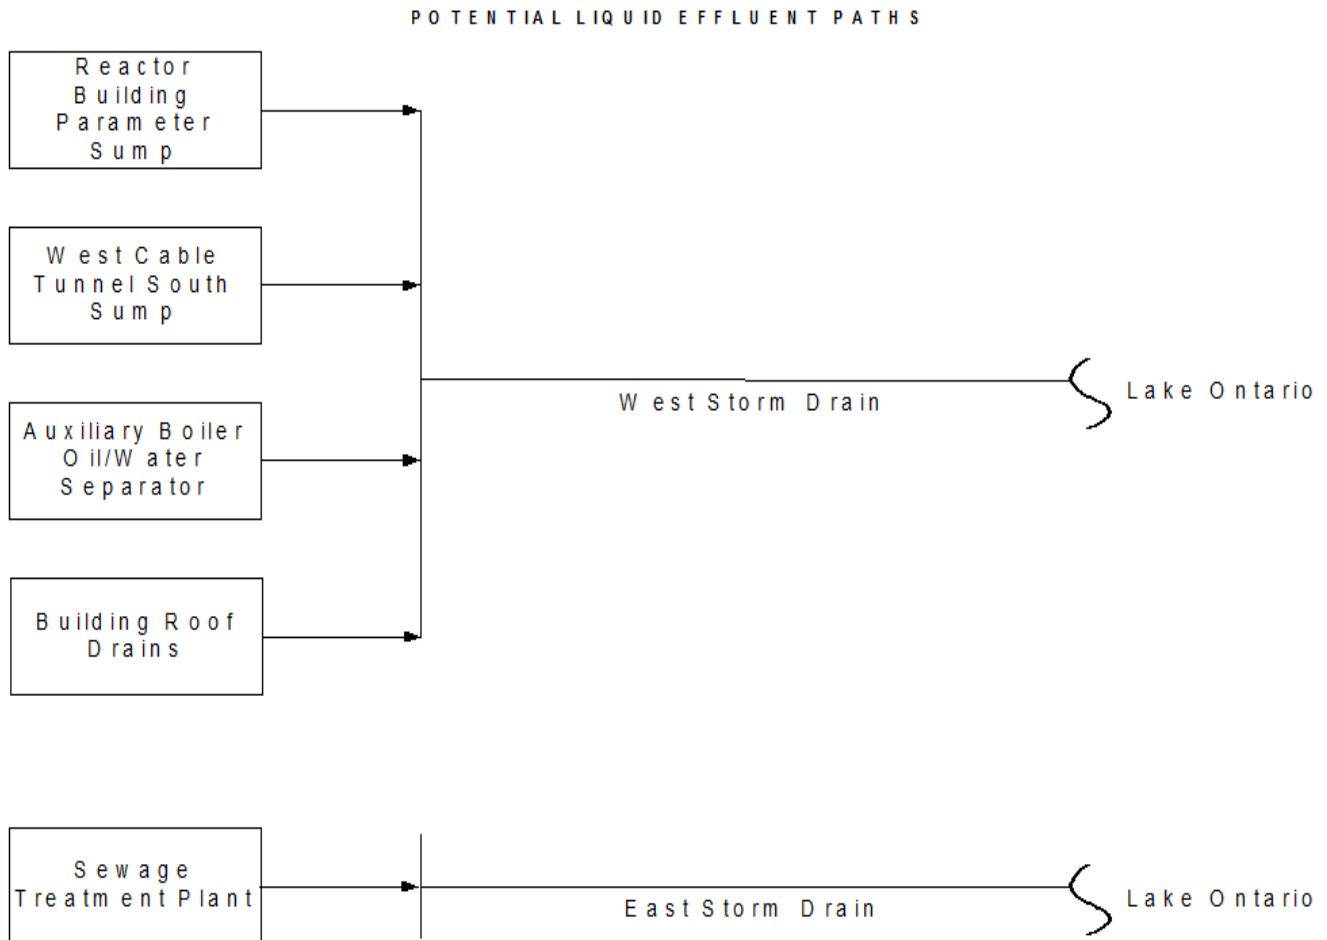 POTENTIAL LIQUID EFFLUENT PATHS
Reactor
Building
Parameter
Sump
West Cable
Tunnel South
Sump
West Storm Drain
Lake Ontario
Auxiliary Boiler
Oil/Water
Separator
Building Roof
Drains
Sewage
Treatment Plant
East Storm Drain
Lake Ontario